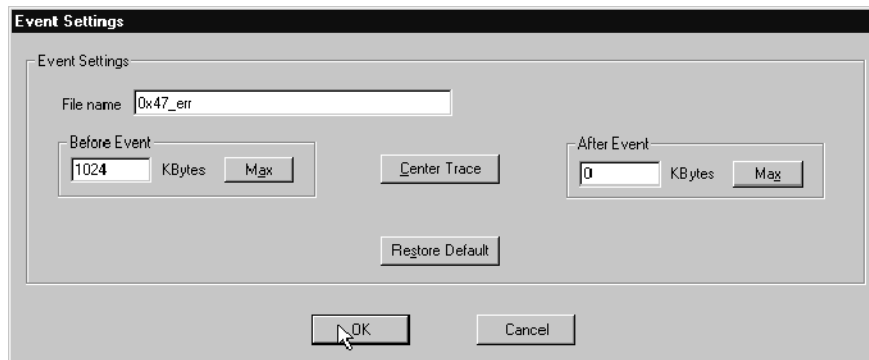 Event Settings
Event Settings
File name 0x47_err
Before Event
1024 KBytes Max
Center Trace
After Event
0 KBytes Max
Restore Default
OK Cancel